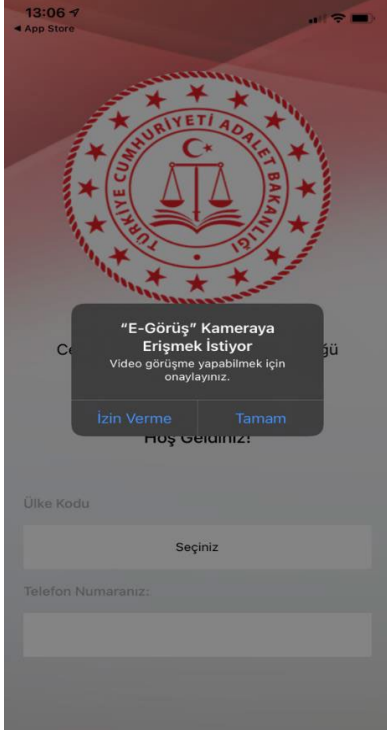 13:06
◀ App Store
TÜRKİYE CUMHURİYETİ ADALET BAKANLIĞI
"E-Görüş" Kameraya
Erişmek İstiyor
Video görüşme yapabilmek için
onaylayınız.
İzin Verme
Tamam
Hoş Geldiniz!
Ülke Kodu
Seçiniz
Telefon Numaranız: